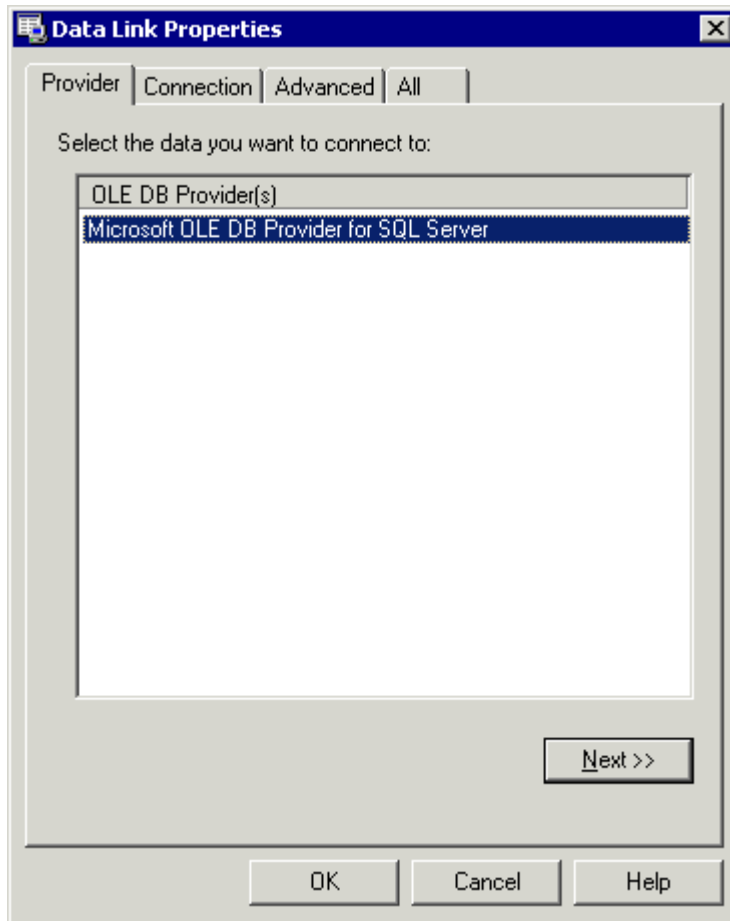 Data Link Properties
Provider Connection Advanced All
Select the data you want to connect to:
OLE DB Provider(s)
Microsoft OLE DB Provider for SQL Server
Next >>
OK Cancel Help